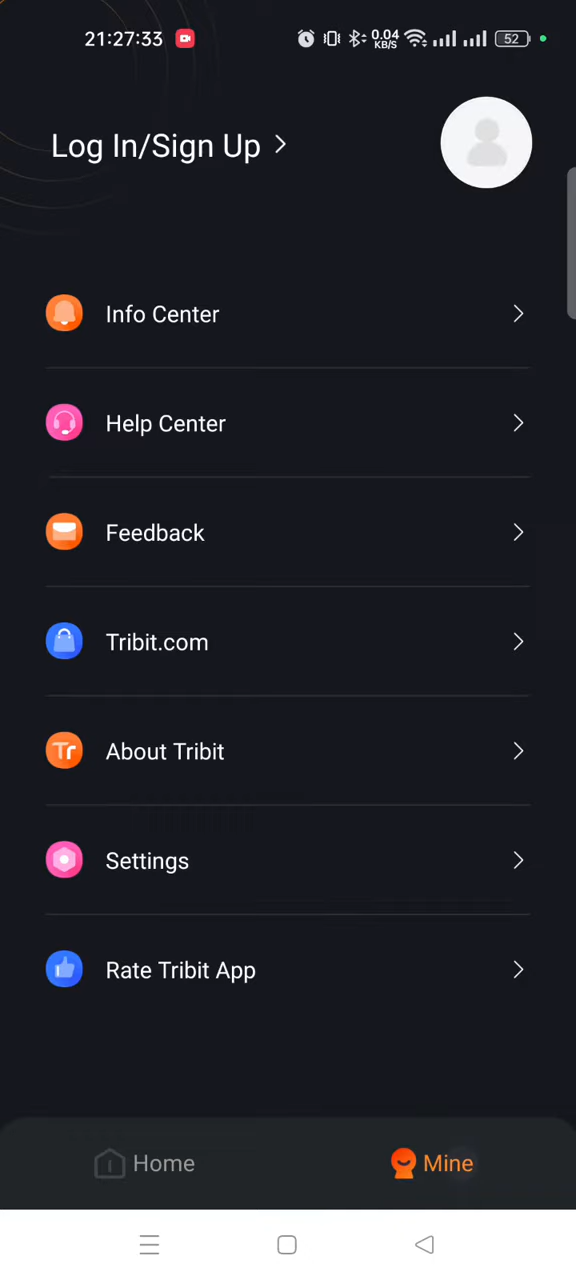 21:27:33
0.04
KB/S
52
Log In/Sign Up
Info Center
Help Center
Feedback
Tribit.com
Tr
About Tribit
Settings
Rate Tribit App
Home
Mine